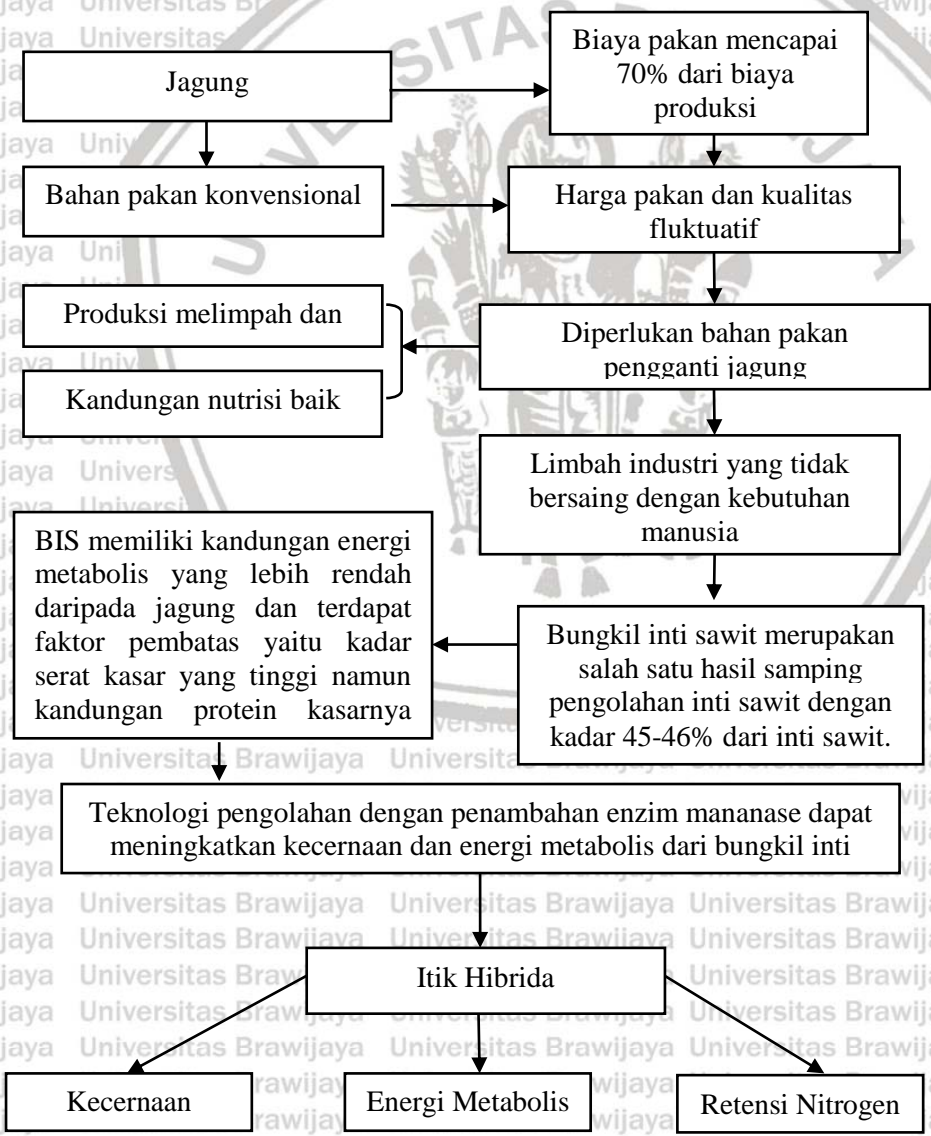 Jagung
Biaya pakan mencapai
70% dari biaya
produksi
Bahan pakan konvensional
Harga pakan dan kualitas
fluktuatif
Produksi melimpah dan
Kandungan nutrisi baik
Diperlukan bahan pakan
pengganti jagung
Limbah industri yang tidak
bersaing dengan kebutuhan
manusia
BIS memiliki kandungan energi
metabolis yang lebih rendah
daripada jagung dan terdapat
faktor pembatas yaitu kadar
serat kasar yang tinggi namun
kandungan protein kasarnya
Bungkil inti sawit merupakan
salah satu hasil samping
pengolahan inti sawit dengan
kadar 45-46% dari inti sawit.
Teknologi pengolahan dengan penambahan enzim mananase dapat
meningkatkan kecernaan dan energi metabolis dari bungkil inti
Itik Hibrida
Kecernaan
Energi Metabolis
Retensi Nitrogen